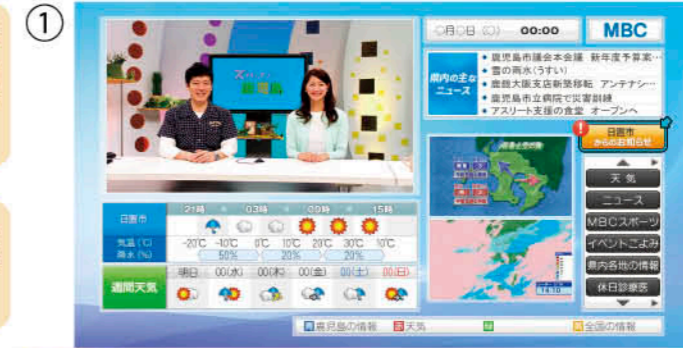 ①
○月○日 (○) 00:00 MBC
県内の主な
ニュース
• 鹿児島市議会本会議 新年度予算案…
• 雪の雨水(うすい)
• 鹿銀大阪支店新築移転 アンテナシ…
• 鹿児島市立病院で災害訓練
• アスリート支援の食堂 オープンへ
日置市
からのお知らせ
天気
ニュース
MBCスポーツ
イベントこよみ
県内各地の情報
休日診療医
日置市
21時 03時 09時 15時
気温(℃) -20℃ -10℃ 0℃ 10℃ 20℃ 30℃ 10℃
降水(%) 50% 20% 20%
週間天気
明日 00(水) 00(木) 00(金) 00(土) 00(日)
鹿児島の情報 天気 全国の情報